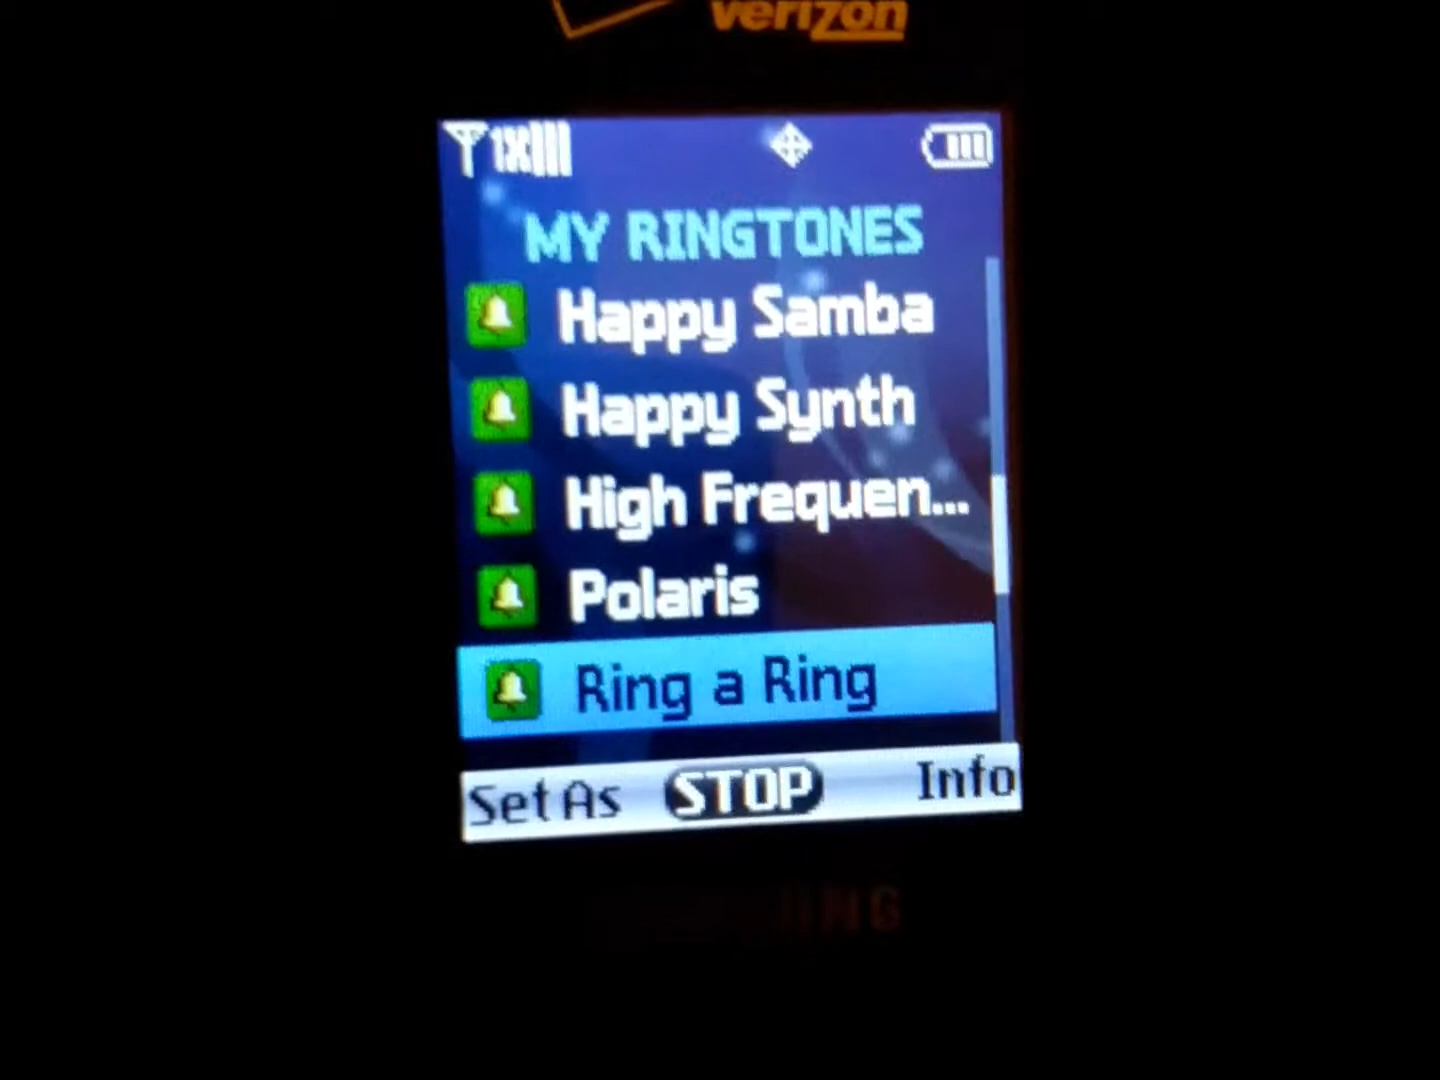 verizon
1X
MY RINGTONES
Happy Samba
Happy Synth
High Frequen...
Polaris
Ring a Ring
Set As STOP Info